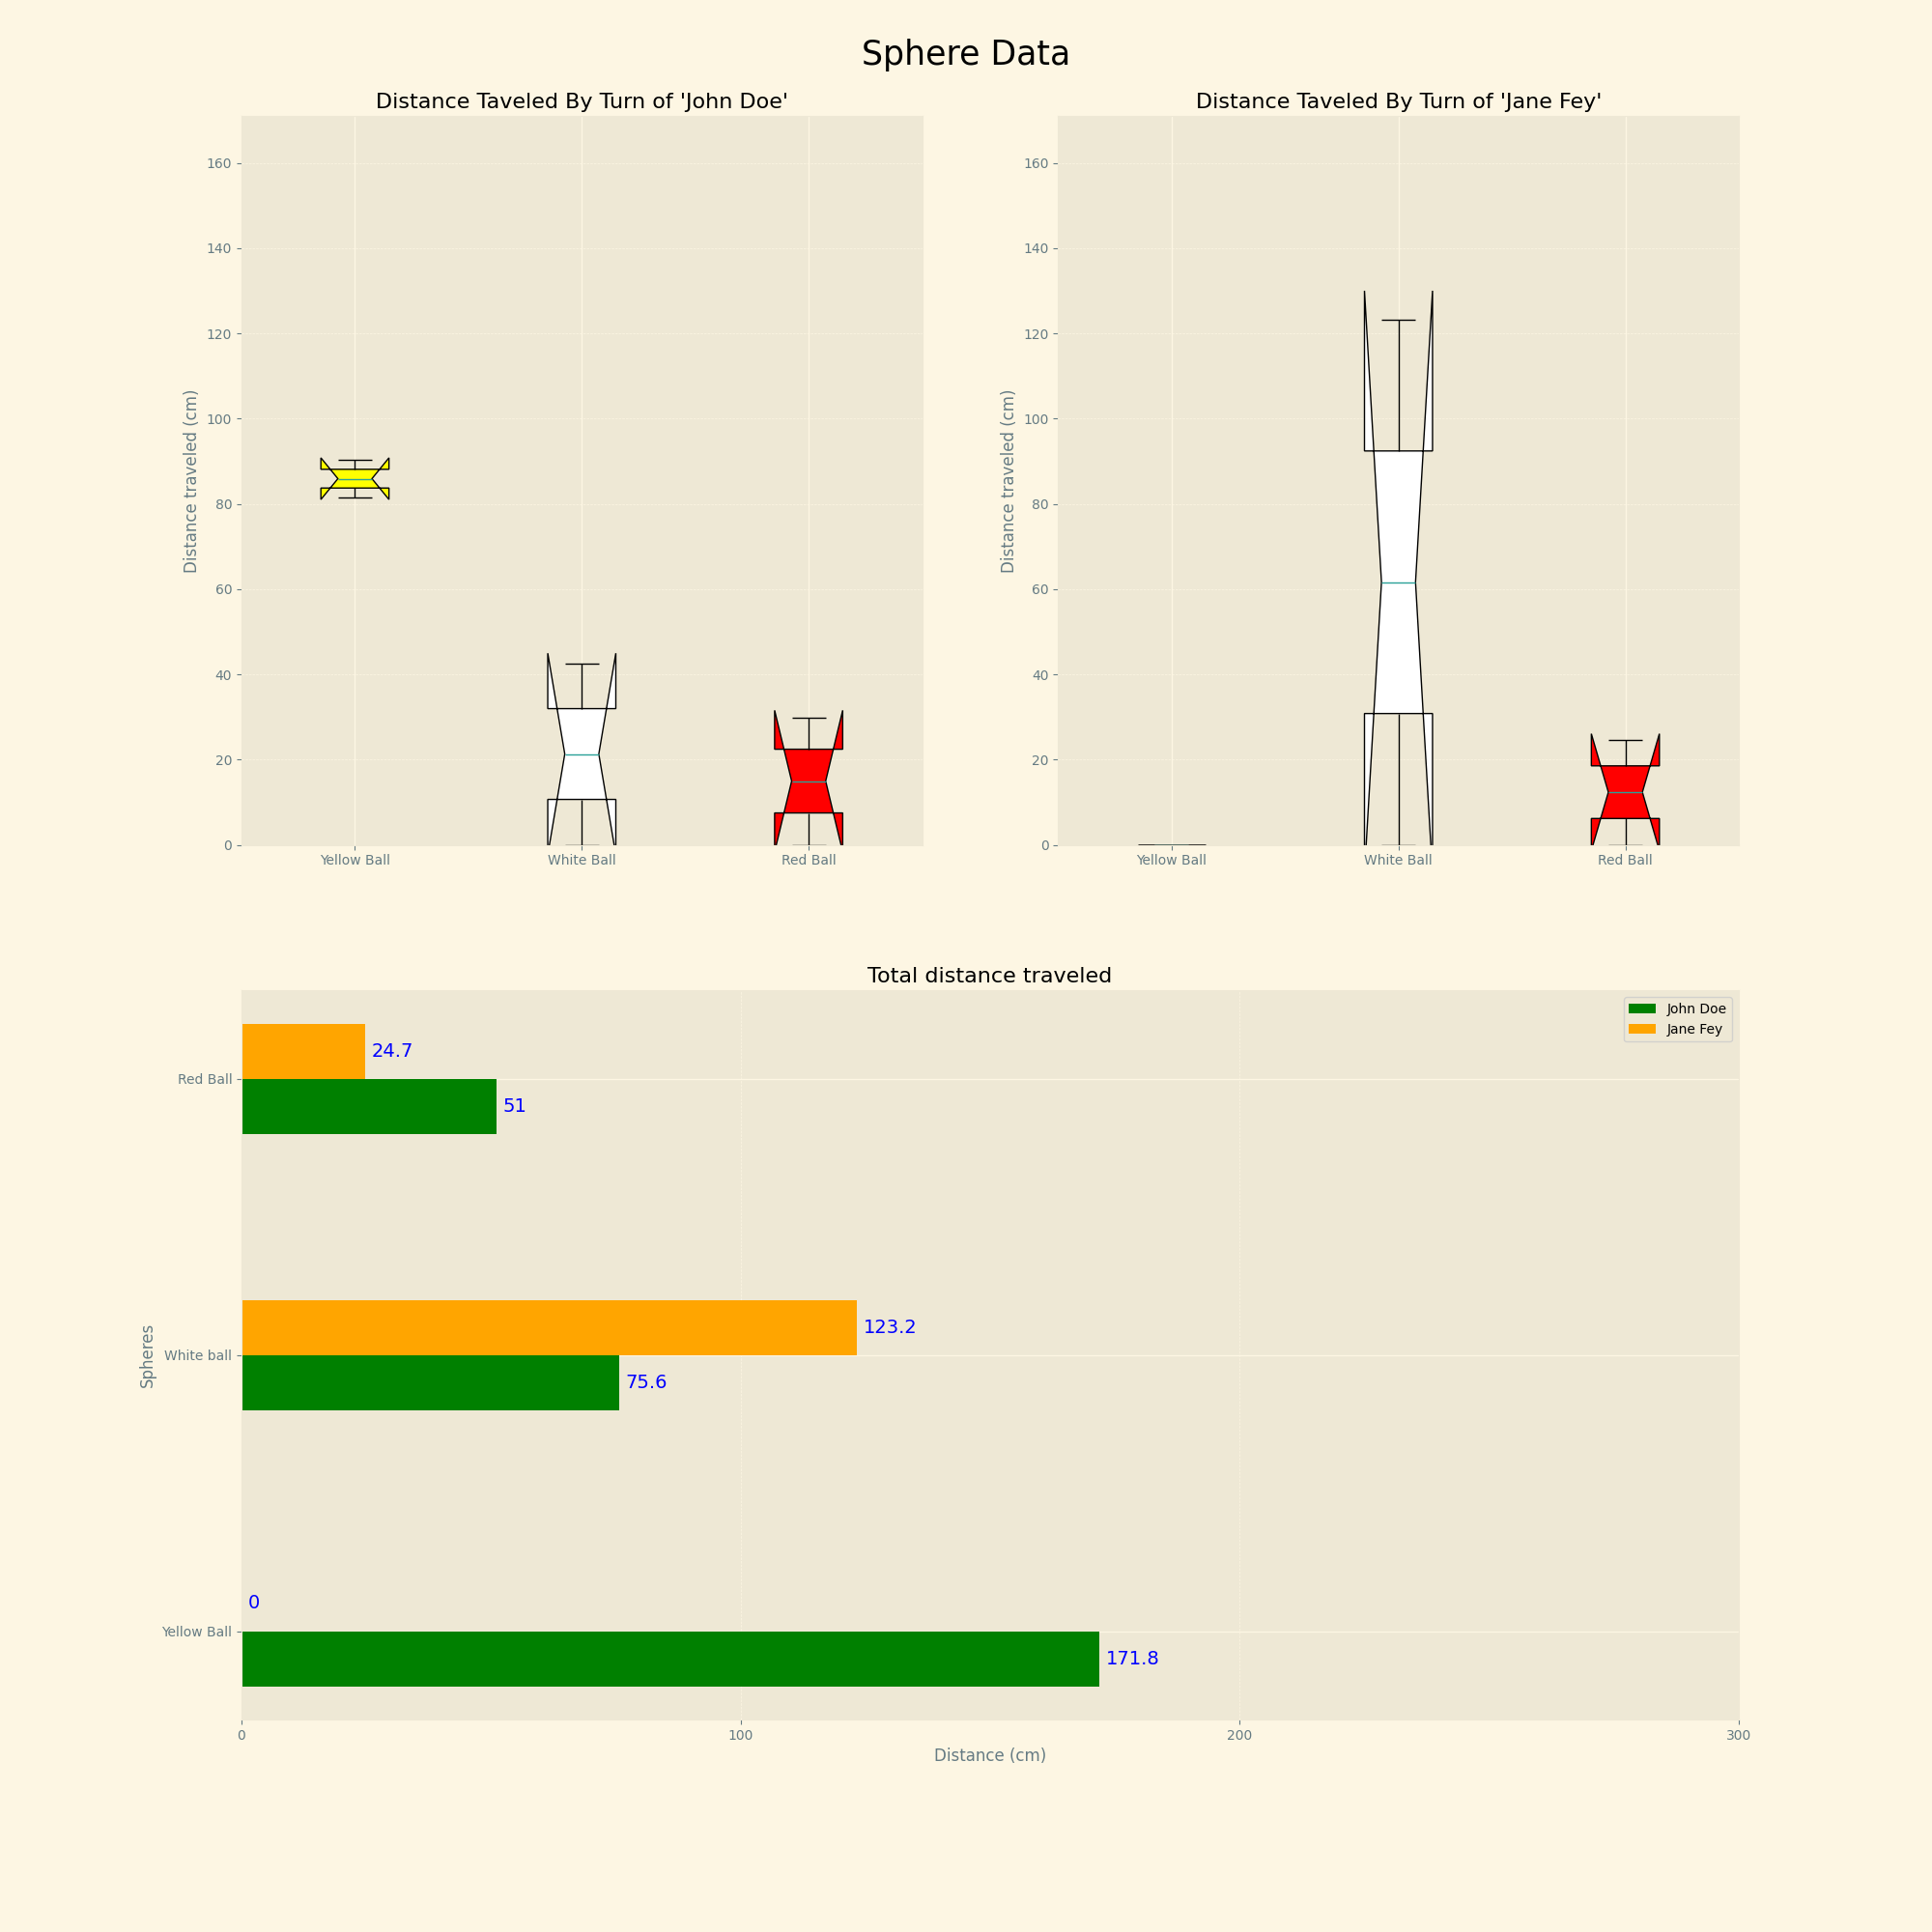 Sphere Data
Distance Taveled By Turn of 'John Doe'
Distance traveled (cm)
160
140
120
100
80
60
40
20
0
Yellow Ball White Ball Red Ball
Distance Taveled By Turn of 'Jane Fey'
Distance traveled (cm)
160
140
120
100
80
60
40
20
0
Yellow Ball White Ball Red Ball
Total distance traveled
John Doe
Jane Fey
Spheres
24.7
Red Ball
51
123.2
White ball
75.6
0
Yellow Ball
171.8
0 100 200 300
Distance (cm)